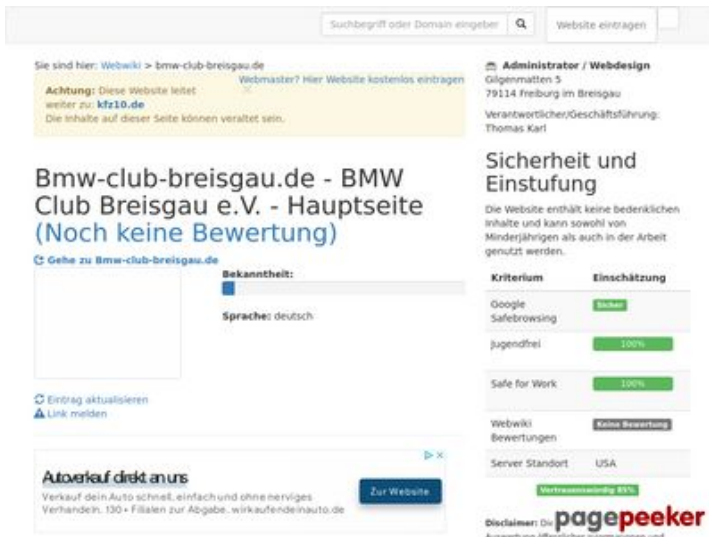 Suchbegriff oder Domain eingeber
Website eintragen
Sie sind hier: Webwiki > bmw-club-breisgau.de
Webmaster? Hier Website kostenlos eintragen
Achtung: Diese Website leitet
weiter zu: kfz10.de
Die Inhalte auf dieser Seite können veraltet sein.
Bmw-club-breisgau.de - BMW
Club Breisgau e.V. - Hauptseite
(Noch keine Bewertung)
Gehe zu Bmw-club-breisgau.de
Bekanntheit:
Sprache: deutsch
Eintrag aktualisieren
Link melden
Autoverkauf direkt an uns
Verkauf dein Auto schnell, einfach und ohne nerviges
Verhandeln. 130+ Filialen zur Abgabe. wirkaufendeinauto.de
Zur Website
Administrator / Webdesign
Gilgenmatten 5
79114 Freiburg im Breisgau
Verantwortlicher/Geschäftsführung:
Thomas Karl
Sicherheit und
Einstufung
Die Website enthält keine bedenklichen
Inhalte und kann sowohl von
Minderjährigen als auch in der Arbeit
genutzt werden.
Kriterium Einschätzung
Google
Safebrowsing
Sicher
Jugendfrei 100%
Safe for Work 100%
Webwiki
Bewertungen
Keine Bewertung
Server Standort USA
Vertrauenswürdig 85%
Disclaimer: Di
pagepeeker